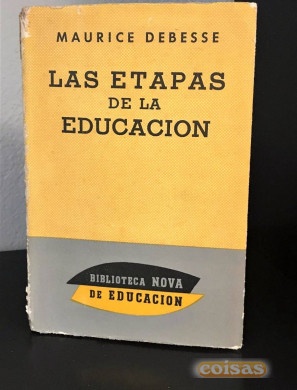 MAURICE DEBESSE
LAS ETAPAS
DE LA
EDUCACION
BIBLIOTECA NOVA
DE EDUCACION
coisas